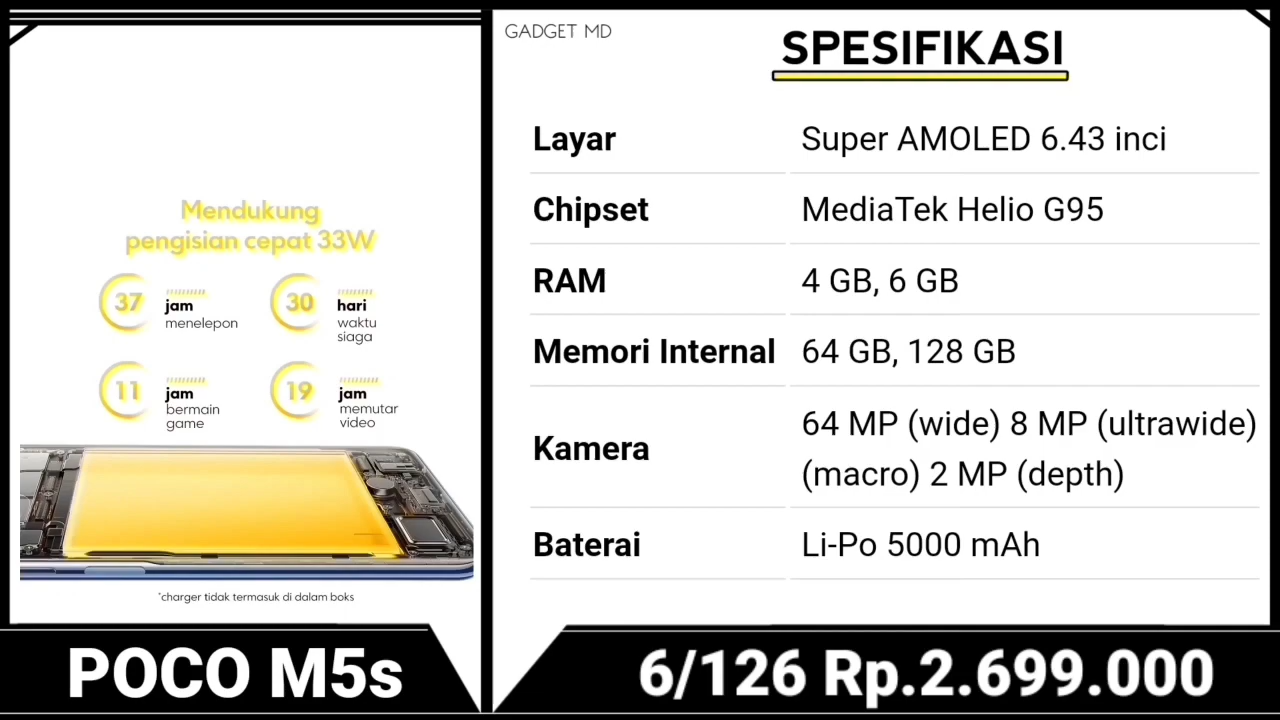 Mendukung
pengisian cepat 33W
37 jam
menelepon
30 hari
waktu
siaga
11 jam
bermain
game
19 jam
memutar
video
*charger tidak termasuk di dalam boks
POCO M5s
GADGET MD
SPESIFIKASI
Layar Super AMOLED 6.43 inci
Chipset MediaTek Helio G95
RAM 4 GB, 6 GB
Memori Internal 64 GB, 128 GB
Kamera 64 MP (wide) 8 MP (ultrawide)
(macro) 2 MP (depth)
Baterai Li-Po 5000 mAh
6/126 Rp.2.699.000